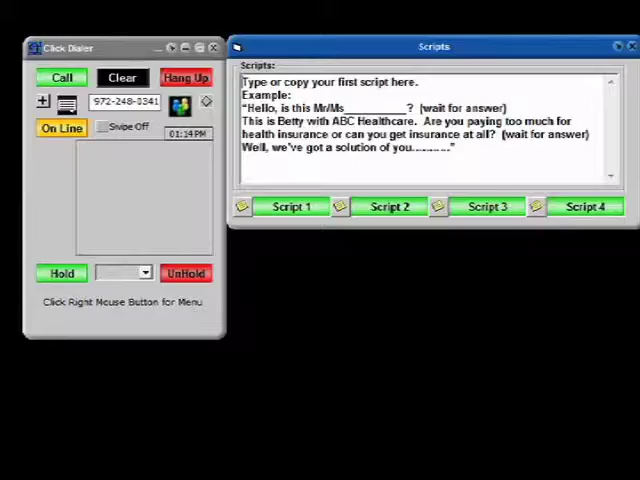 Click Dialer
Call
Clear
Hang Up
972-248-0341
On Line
Swipe Off
01:14 PM
Hold
UnHold
Click Right Mouse Button for Menu
Scripts
Scripts:
Type or copy your first script here.
Example:
"Hello, is this Mr/Ms__________? (wait for answer)
This is Betty with ABC Healthcare. Are you paying too much for
health insurance or can you get insurance at all? (wait for answer)
Well, we've got a solution of you..........."
Script 1
Script 2
Script 3
Script 4